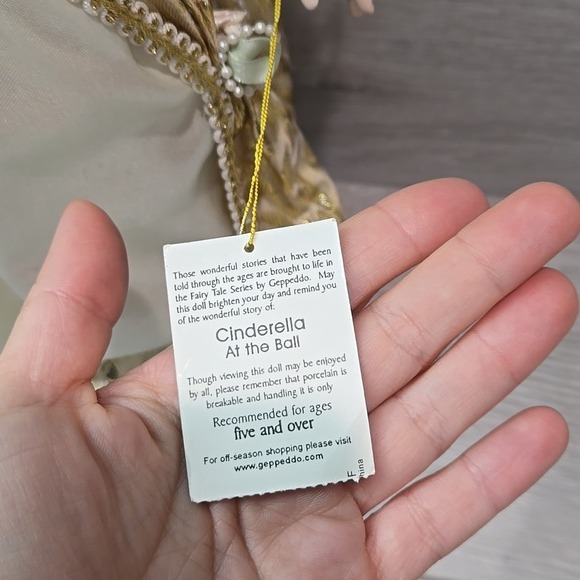 Those wonderful stories that have been
told through the ages are brought to life in
the Fairy Tale Series by Geppeddo. May
this doll brighten your day and remind you
of the wonderful story of:
Cinderella
At the Ball
Though viewing this doll may be enjoyed
by all, please remember that porcelain is
breakable and handling it is only
Recommended for ages
five and over
For off-season shopping please visit
www.geppeddo.com